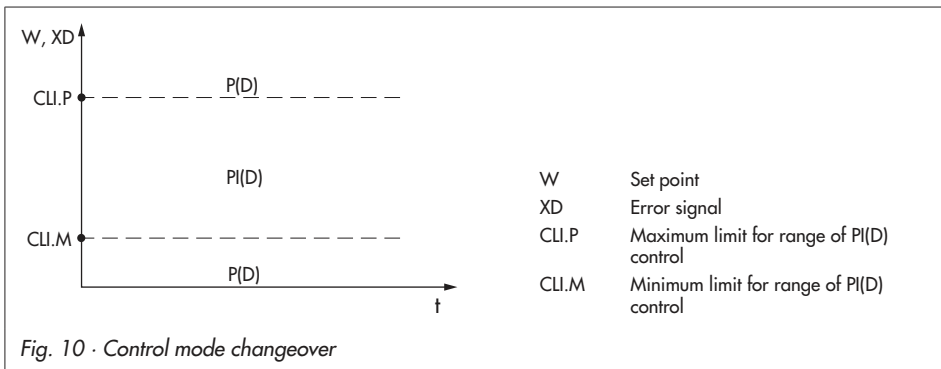 W, XD
P(D)
CLI.P
PI(D)
CLI.M
P(D)
t
W Set point
XD Error signal
CLI.P Maximum limit for range of PI(D)
control
CLI.M Minimum limit for range of PI(D)
control
Fig. 10 · Control mode changeover